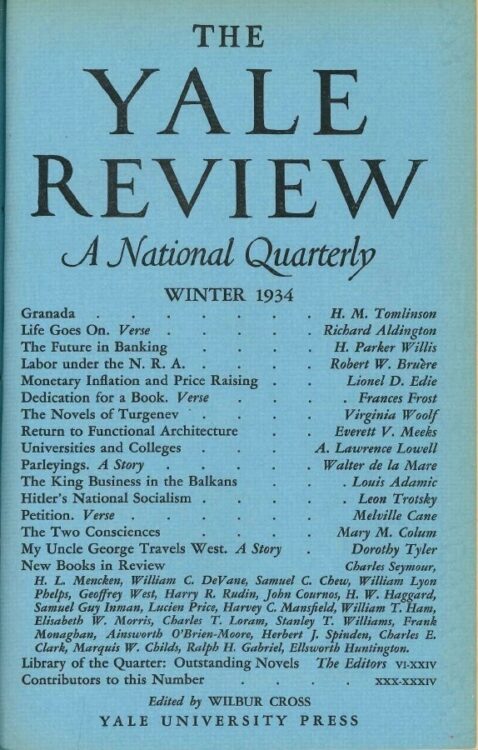 THE
YALE
REVIEW
A National Quarterly
WINTER 1934
Granada . . . . . . . H. M. Tomlinson
Life Goes On. Verse . . . . . Richard Aldington
The Future in Banking . . . . H. Parker Willis
Labor under the N. R. A. . . . . Robert W. Bruère
Monetary Inflation and Price Raising . . Lionel D. Edie
Dedication for a Book. Verse . . . . Frances Frost
The Novels of Turgenev . . . . Virginia Woolf
Return to Functional Architecture . . Everett V. Meeks
Universities and Colleges . . . A. Lawrence Lowell
Parleyings. A Story . . . . . Walter de la Mare
The King Business in the Balkans . . . Louis Adamic
Hitler's National Socialism . . . . . Leon Trotsky
Petition. Verse . . . . . . Melville Cane
The Two Consciences . . . . Mary M. Colum
My Uncle George Travels West. A Story . Dorothy Tyler
New Books in Review Charles Seymour,
H. L. Mencken, William C. DeVane, Samuel C. Chew, William Lyon
Phelps, Geoffrey West, Harry R. Rudin, John Cournos, H. W. Haggard,
Samuel Guy Inman, Lucien Price, Harvey C. Mansfield, William T. Ham,
Elisabeth W. Morris, Charles T. Loram, Stanley T. Williams, Frank
Monaghan, Ainsworth O'Brien-Moore, Herbert J. Spinden, Charles E.
Clark, Marquis W. Childs, Ralph H. Gabriel, Ellsworth Huntington.
Library of the Quarter: Outstanding Novels The Editors VI-XXIV
Contributors to this Number . . . . XXX-XXXIV
Edited by WILBUR CROSS
YALE UNIVERSITY PRESS